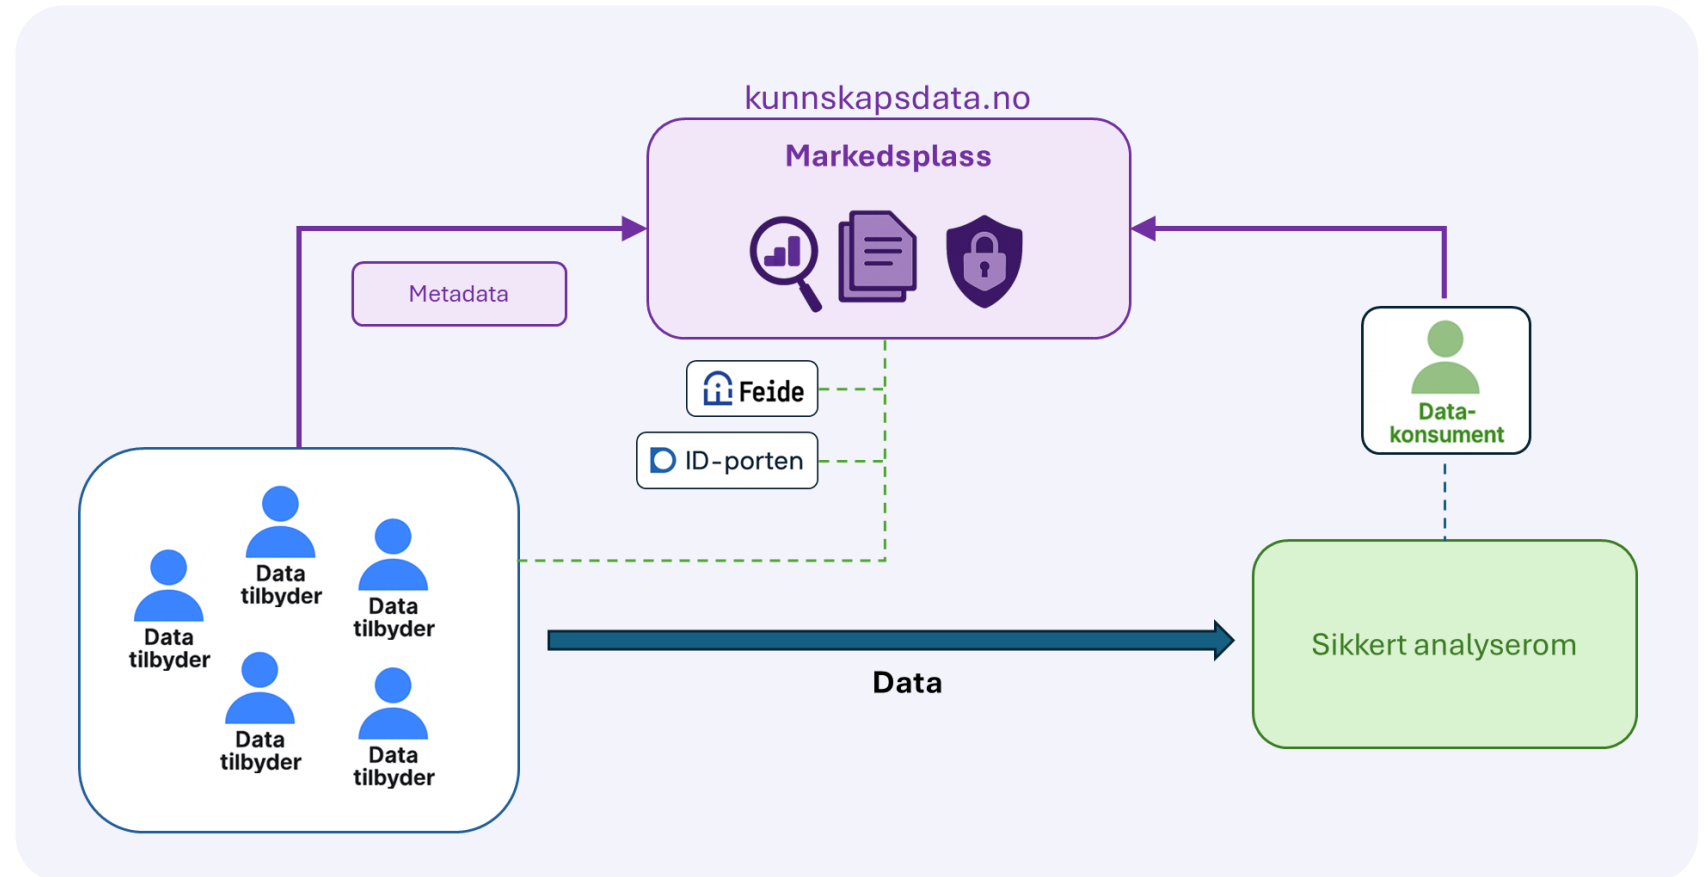 kunnskapsdata.no
Markedsplass
Metadata
Feide
ID-porten
Data-
konsument
Data
tilbyder
Data
tilbyder
Data
tilbyder
Data
tilbyder
Data
tilbyder
Data
Sikkert analyserom